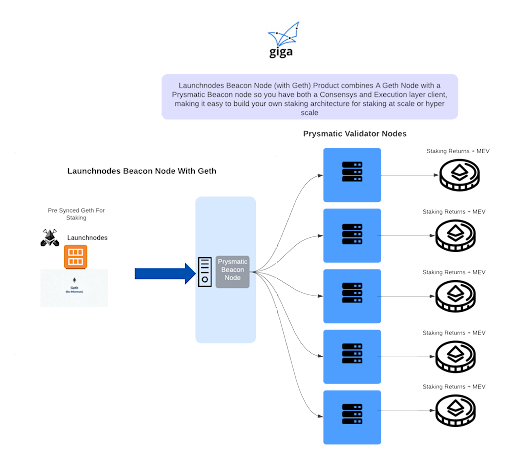 giga
Launchnodes Beacon Node (with Geth) Product combines A Geth Node with a
Prysmatic Beacon node so you have both a Consensys and Execution layer client,
making it easy to build your own staking architecture for staking at scale or hyper
scale
Prysmatic Validator Nodes
Launchnodes Beacon Node With Geth
Pre Synced Geth For
Staking
Launchnodes
Geth
Prysmatic
Beacon
Node
Staking Returns + MEV
Staking Returns + MEV
Staking Returns + MEV
Staking Returns + MEV
Staking Returns + MEV